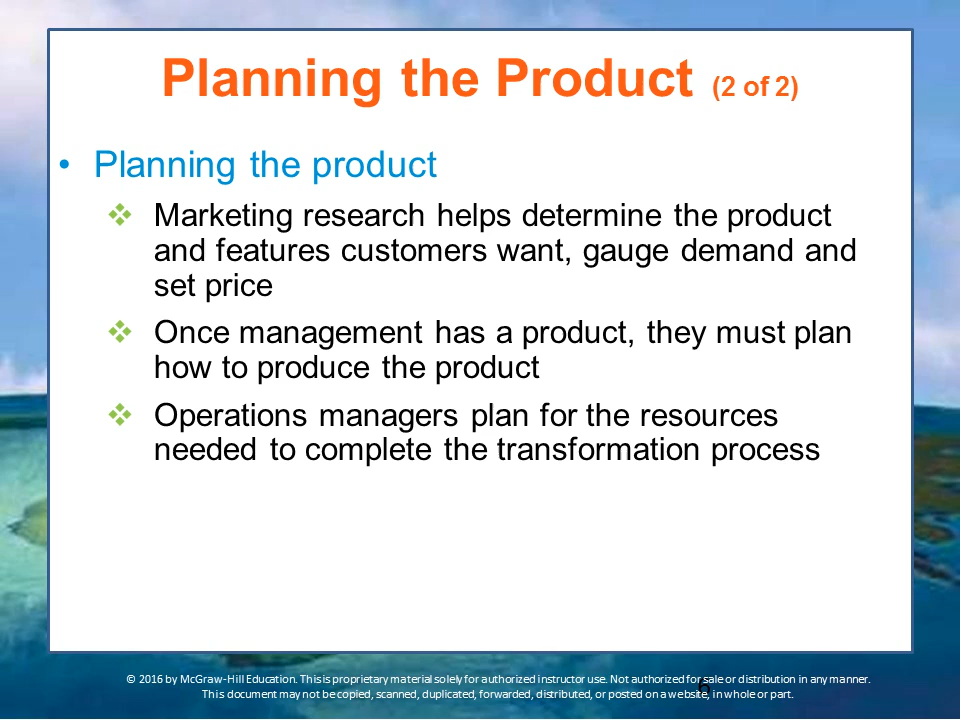 Planning the Product (2 of 2)
• Planning the product
❖ Marketing research helps determine the product
and features customers want, gauge demand and
set price
❖ Once management has a product, they must plan
how to produce the product
❖ Operations managers plan for the resources
needed to complete the transformation process
© 2016 by McGraw-Hill Education. This is proprietary material solely for authorized instructor use. Not authorized for sale or distribution in any manner.
This document may not be copied, scanned, duplicated, forwarded, distributed, or posted on a website, in whole or part.